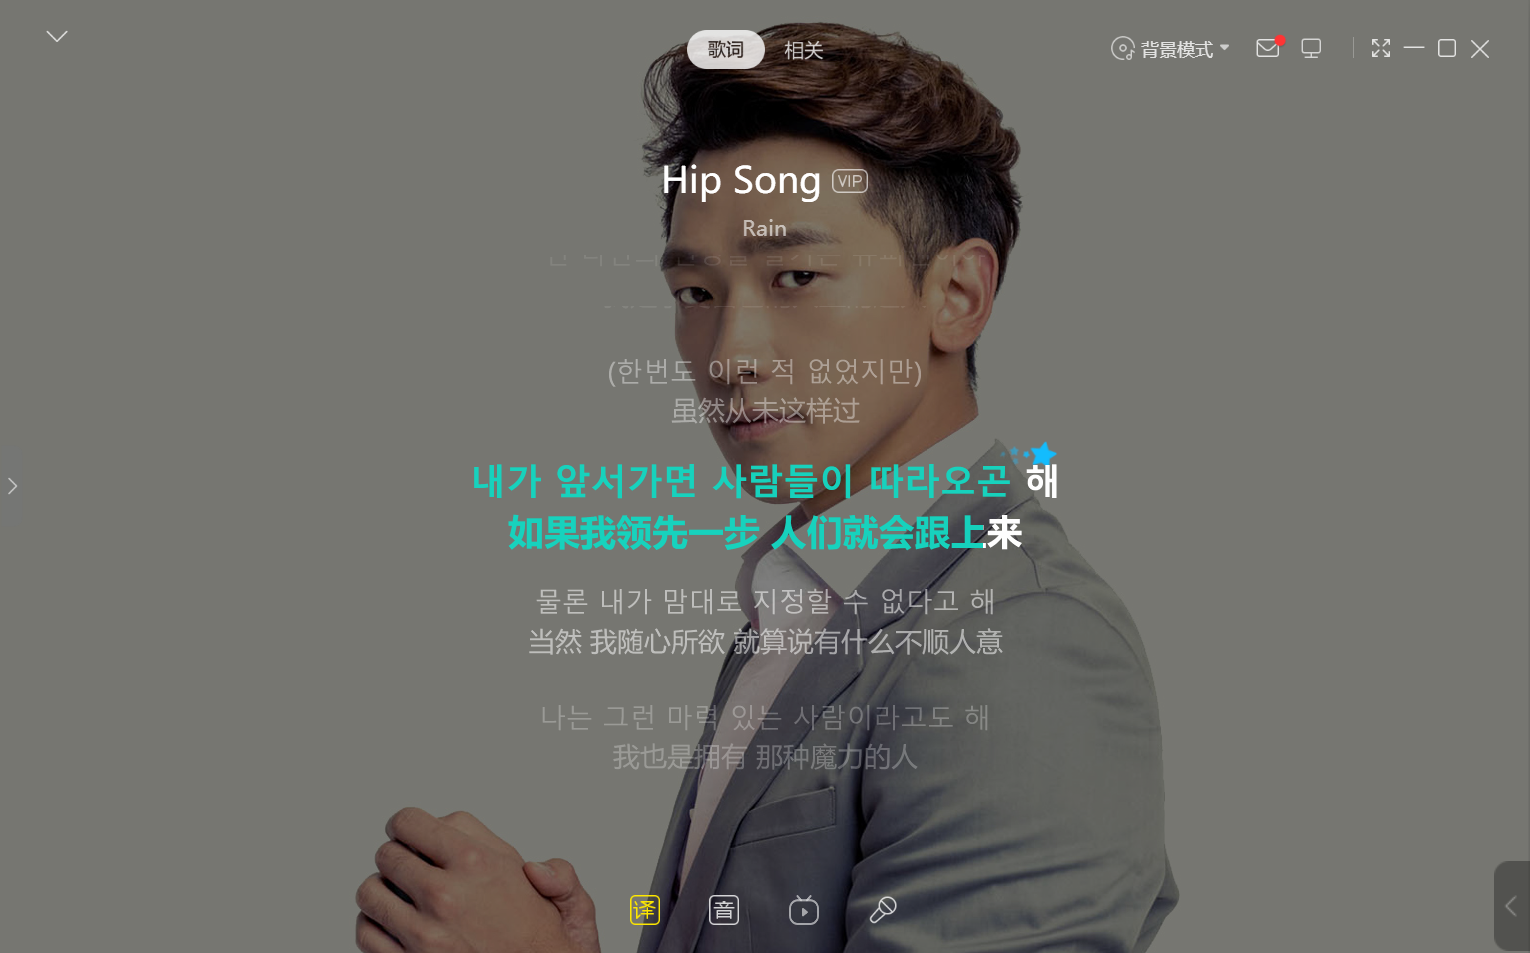 歌词 相关 背景模式
Hip Song VIP
Rain
(한번도 이런 적 없었지만)
虽然从未这样过
내가 앞서가면 사람들이 따라오곤 해
如果我领先一步 人们就会跟上来
물론 내가 맘대로 지정할 수 없다고 해
当然 我随心所欲 就算说有什么不顺人意
나는 그런 마력 있는 사람이라고도 해
我也是拥有 那种魔力的人
译 音